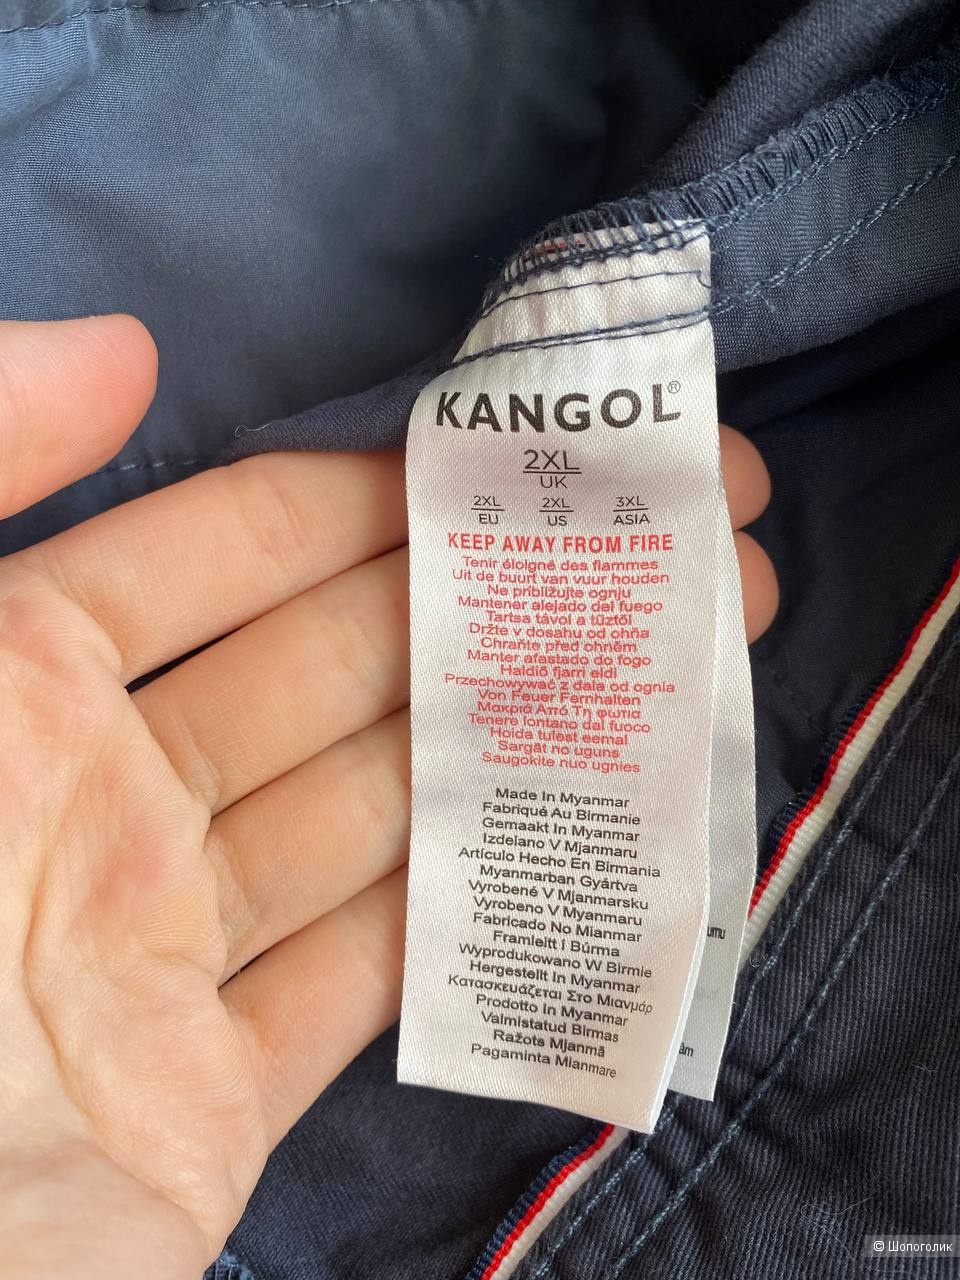 KANGOL®
2XL
UK
2XL 2XL 3XL
EU US ASIA
KEEP AWAY FROM FIRE
Tenir éloigné des flammes
Uit de buurt van vuur houden
Ne približujte ognju
Mantener alejado del fuego
Tartsa távol a tűztől
Držte v dosahu od ohňa
Chraňte před ohněm
Manter afastado do fogo
Haldið fjarri eldi
Przechowywać z dala od ognia
Von Feuer Fernhalten
Μακριά Από Τη φωτια
Tenere lontano dal fuoco
Hoida tulest eemal
Sargāt no uguns
Saugokite nuo ugnies
Made In Myanmar
Fabriqué Au Birmanie
Gemaakt In Myanmar
Izdelano V Mjanmaru
Artículo Hecho En Birmania
Myanmarban Gyártva
Vyrobené V Mjanmarsku
Vyrobeno V Myanmaru
Fabricado No Mianmar
Framleitt I Búrma
Wyprodukowano W Birmie
Hergestellt In Myanmar
Κατασκευάζεται Στο Μιανμάρ
Prodotto In Myanmar
Valmistatud Birmas
Ražots Mjanmā
Pagaminta Mianmare
© Шопоголик